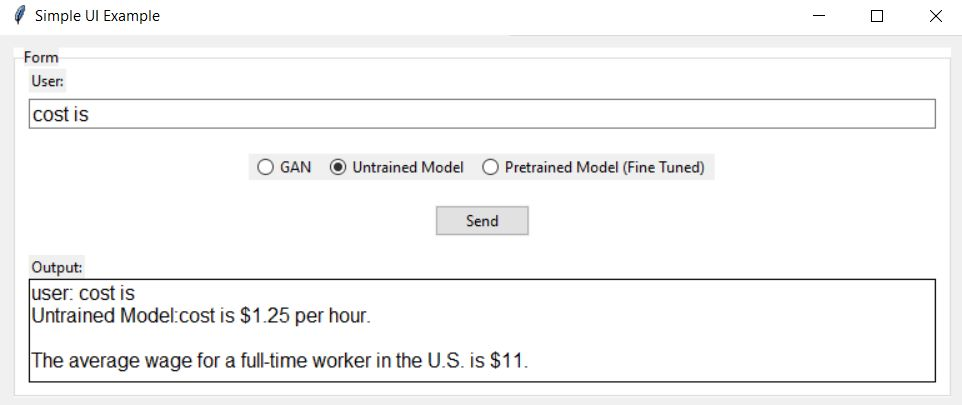 Simple UI Example
Form
User:
cost is
GAN Untrained Model Pretrained Model (Fine Tuned)
Send
Output:
user: cost is
Untrained Model:cost is $1.25 per hour.
The average wage for a full-time worker in the U.S. is $11.